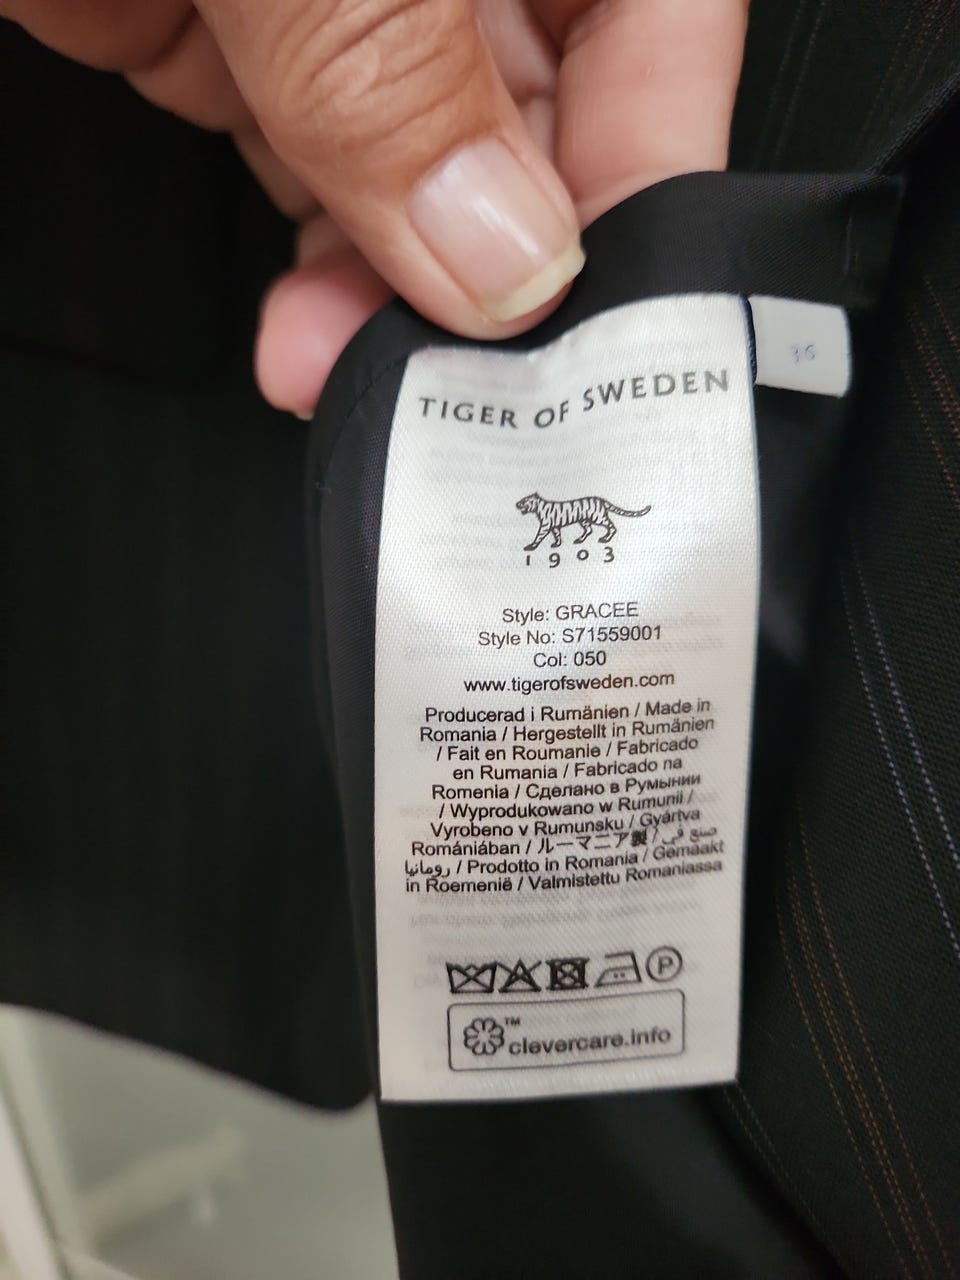 36
TIGER OF SWEDEN
1903
Style: GRACEE
Style No: S71559001
Col: 050
www.tigerofsweden.com
Producerad i Rumänien / Made in
Romania / Hergestellt in Rumänien
/ Fait en Roumanie / Fabricado
en Rumania / Fabricado na
Romenia / Сделано в Румынии
/ Wyprodukowano w Rumunii /
Vyrobeno v Rumunsku / Gyártva
Romániában / ルーマニア製 / صنع في
رومانيا / Prodotto in Romania / Gemaakt
in Roemenië / Valmistettu Romaniassa
P
™
clevercare.info